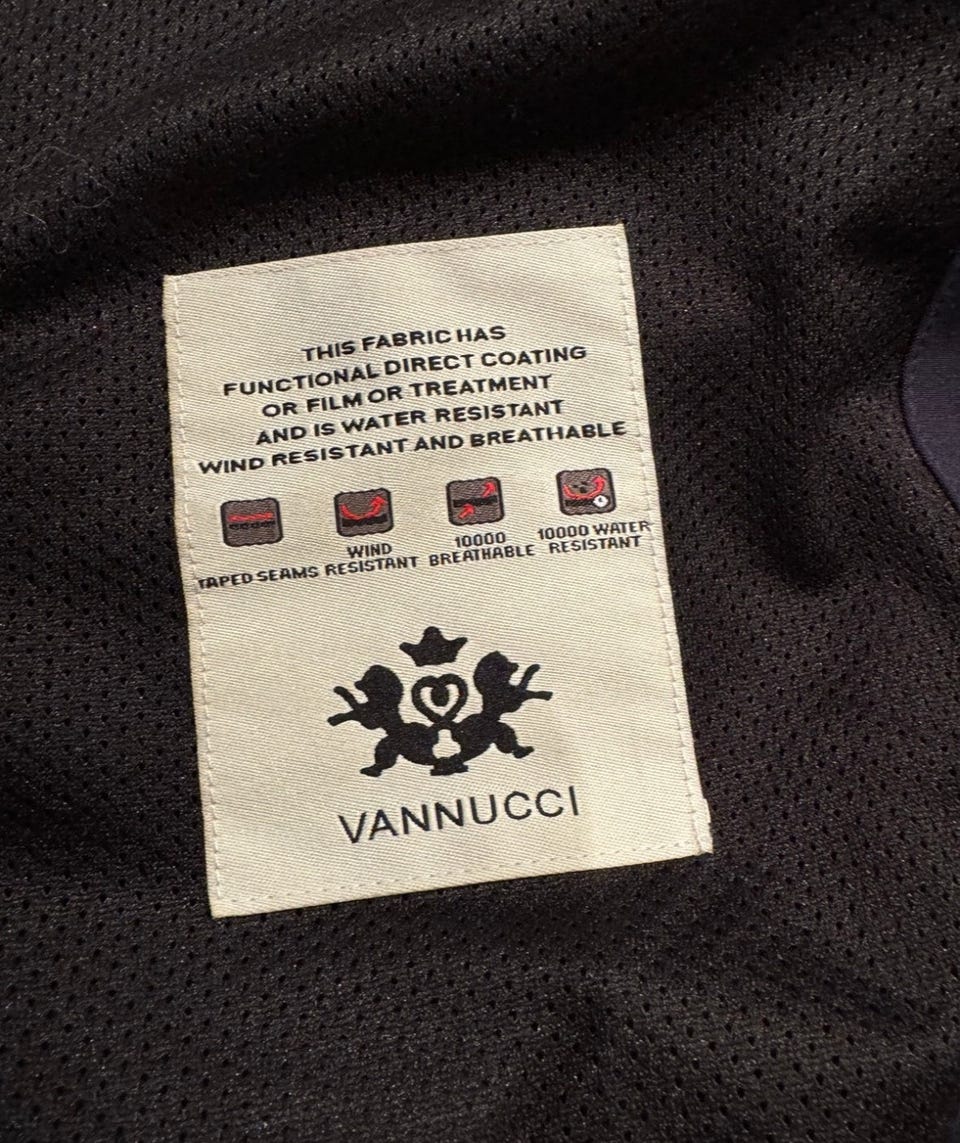 THIS FABRIC HAS
FUNCTIONAL DIRECT COATING
OR FILM OR TREATMENT
AND IS WATER RESISTANT
WIND RESISTANT AND BREATHABLE
TAPED SEAMS
WIND
RESISTANT
10000
BREATHABLE
10000 WATER
RESISTANT
VANNUCCI